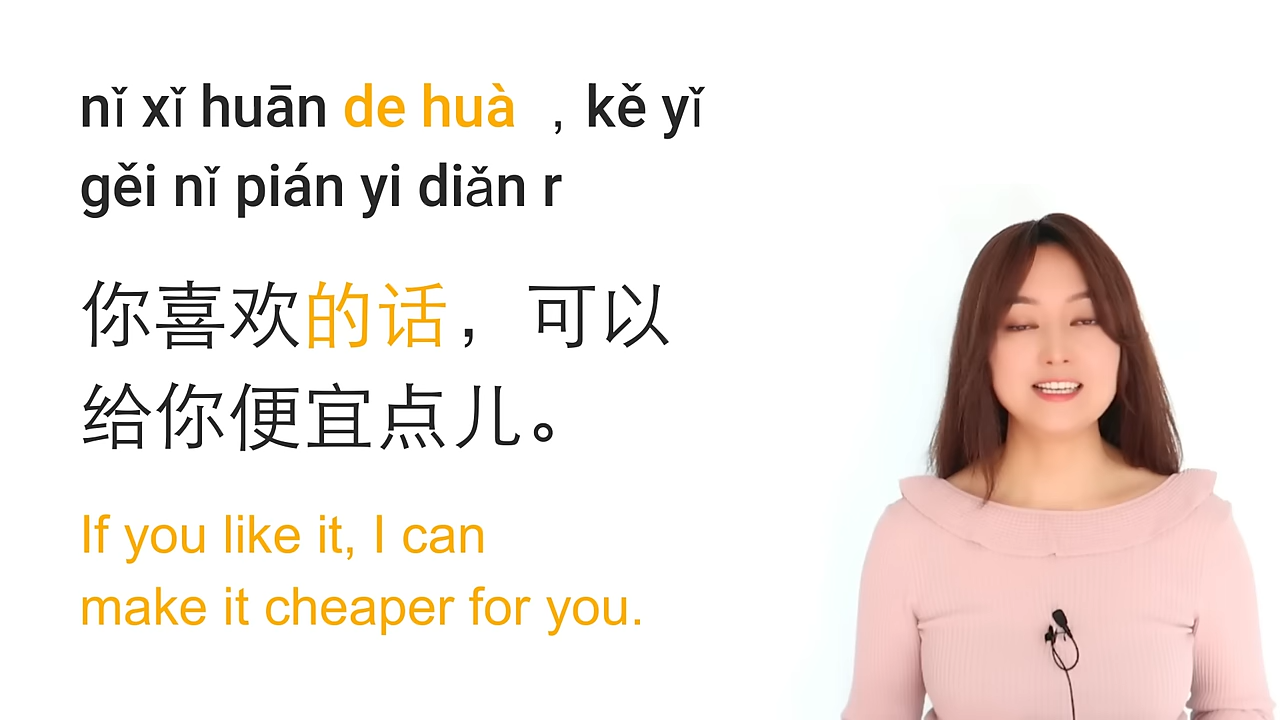 nǐ xǐ huān de huà ，kě yǐ
gěi nǐ pián yi diǎn r
你喜欢的话，可以
给你便宜点儿。
If you like it, I can
make it cheaper for you.